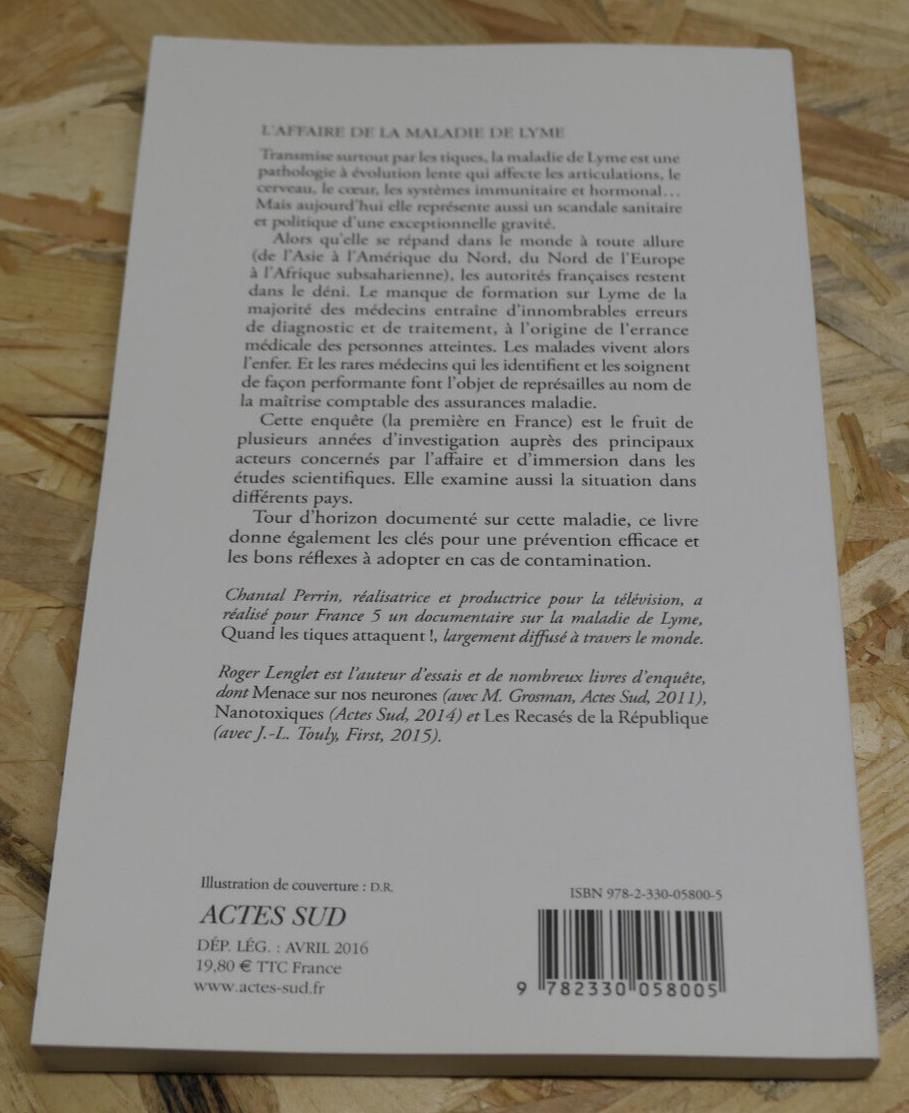 L'AFFAIRE DE LA MALADIE DE LYME
Transmise surtout par les tiques, la maladie de Lyme est une
pathologie à évolution lente qui affecte les articulations, le
cerveau, le cœur, les systèmes immunitaire et hormonal…
Mais aujourd'hui elle représente aussi un scandale sanitaire
et politique d'une exceptionnelle gravité.
Alors qu'elle se répand dans le monde à toute allure
(de l'Asie à l'Amérique du Nord, du Nord de l'Europe
à l'Afrique subsaharienne), les autorités françaises restent
dans le déni. Le manque de formation sur Lyme de la
majorité des médecins entraîne d'innombrables erreurs
de diagnostic et de traitement, à l'origine de l'errance
médicale des personnes atteintes. Les malades vivent alors
l'enfer. Et les rares médecins qui les identifient et les soignent
de façon performante font l'objet de représailles au nom de
la maîtrise comptable des assurances maladie.
Cette enquête (la première en France) est le fruit de
plusieurs années d'investigation auprès des principaux
acteurs concernés par l'affaire et d'immersion dans les
études scientifiques. Elle examine aussi la situation dans
différents pays.
Tour d'horizon documenté sur cette maladie, ce livre
donne également les clés pour une prévention efficace et
les bons réflexes à adopter en cas de contamination.
Chantal Perrin, réalisatrice et productrice pour la télévision, a
réalisé pour France 5 un documentaire sur la maladie de Lyme,
Quand les tiques attaquent !, largement diffusé à travers le monde.
Roger Lenglet est l'auteur d'essais et de nombreux livres d'enquête,
dont Menace sur nos neurones (avec M. Grosman, Actes Sud, 2011),
Nanotoxiques (Actes Sud, 2014) et Les Recasés de la République
(avec J.-L. Touly, First, 2015).
Illustration de couverture : D.R.
ACTES SUD
DÉP. LÉG. : AVRIL 2016
19,80 € TTC France
www.actes-sud.fr
ISBN 978-2-330-05800-5
9 782330 058005